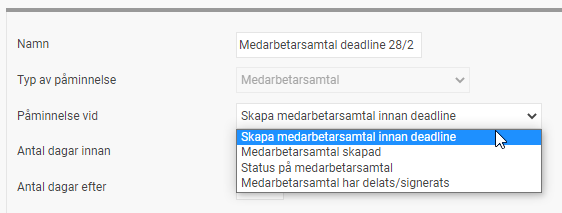 Namn Medarbetarsamtal deadline 28/2
Typ av påminnelse Medarbetarsamtal
Påminnelse vid Skapa medarbetarsamtal innan deadline
Skapa medarbetarsamtal innan deadline
Antal dagar innan Medarbetarsamtal skapad
Status på medarbetarsamtal
Antal dagar efter Medarbetarsamtal har delats/signerats